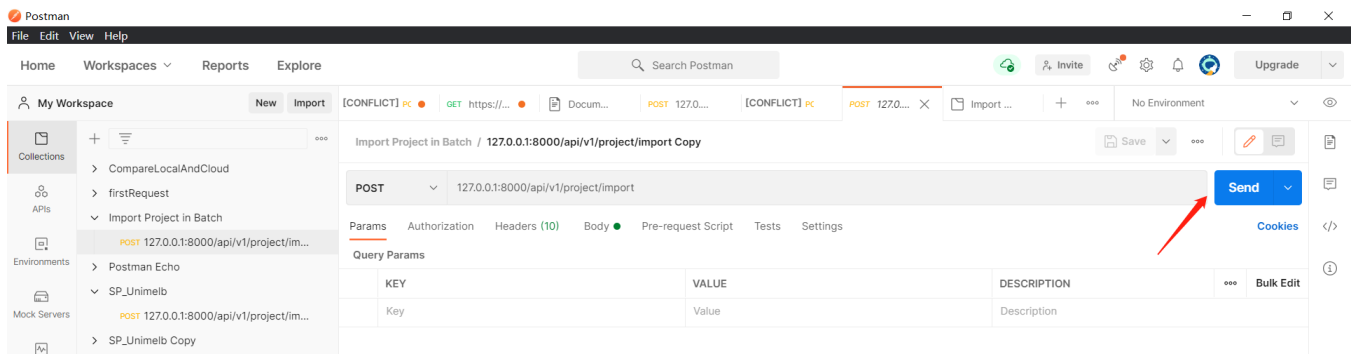 Postman
File Edit View Help
Home Workspaces Reports Explore Search Postman Invite Upgrade
My Workspace New Import [CONFLICT] PC GET https://... Docum... POST 127.0.... [CONFLICT] PC POST 127.0.... Import ... No Environment
Collections
APIs
Environments
Mock Servers
CompareLocalAndCloud
firstRequest
Import Project in Batch
POST 127.0.0.1:8000/api/v1/project/im...
Postman Echo
SP_Unimelb
POST 127.0.0.1:8000/api/v1/project/im...
SP_Unimelb Copy
Import Project in Batch / 127.0.0.1:8000/api/v1/project/import Copy Save
POST 127.0.0.1:8000/api/v1/project/import Send
Params Authorization Headers (10) Body Pre-request Script Tests Settings Cookies
Query Params
KEY VALUE DESCRIPTION Bulk Edit
Key Value Description